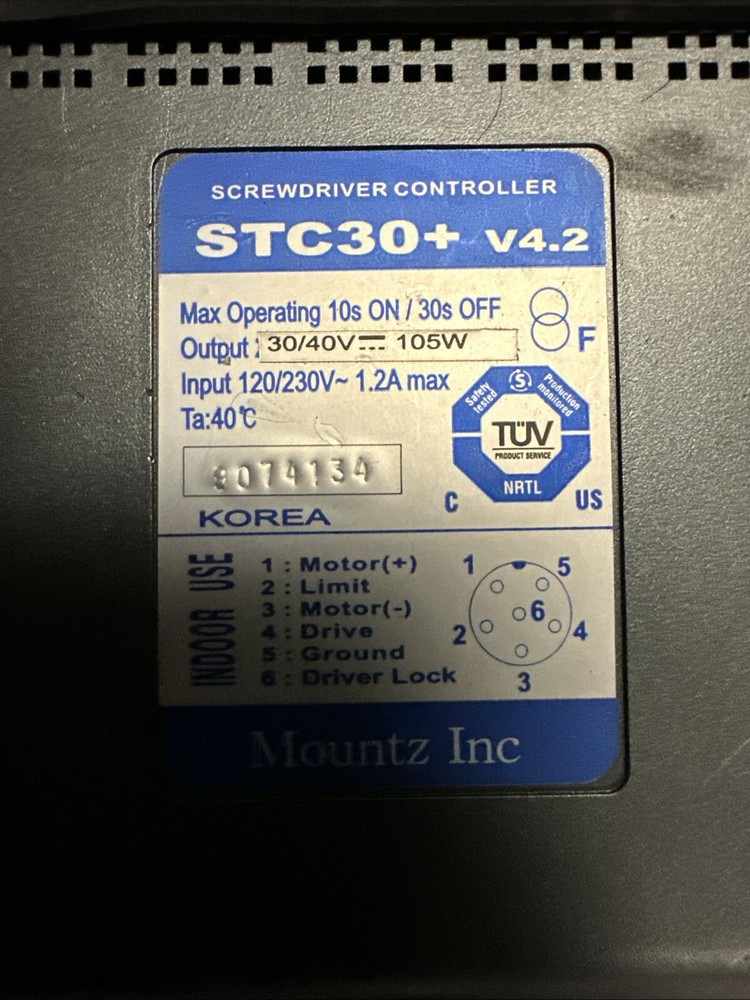 SCREWDRIVER CONTROLLER
STC30+ V4.2
Max Operating 10s ON / 30s OFF
Output : 30/40V⎓ 105W
F
Input 120/230V~ 1.2A max
Ta:40℃
Safety tested
S
Production monitored
TÜV
PRODUCT SERVICE
NRTL
C US
9074134
KOREA
INDOOR USE
1 : Motor(+)
2 : Limit
3 : Motor(-)
4 : Drive
5 : Ground
6 : Driver Lock
1 5
6
2 4
3
Mountz Inc